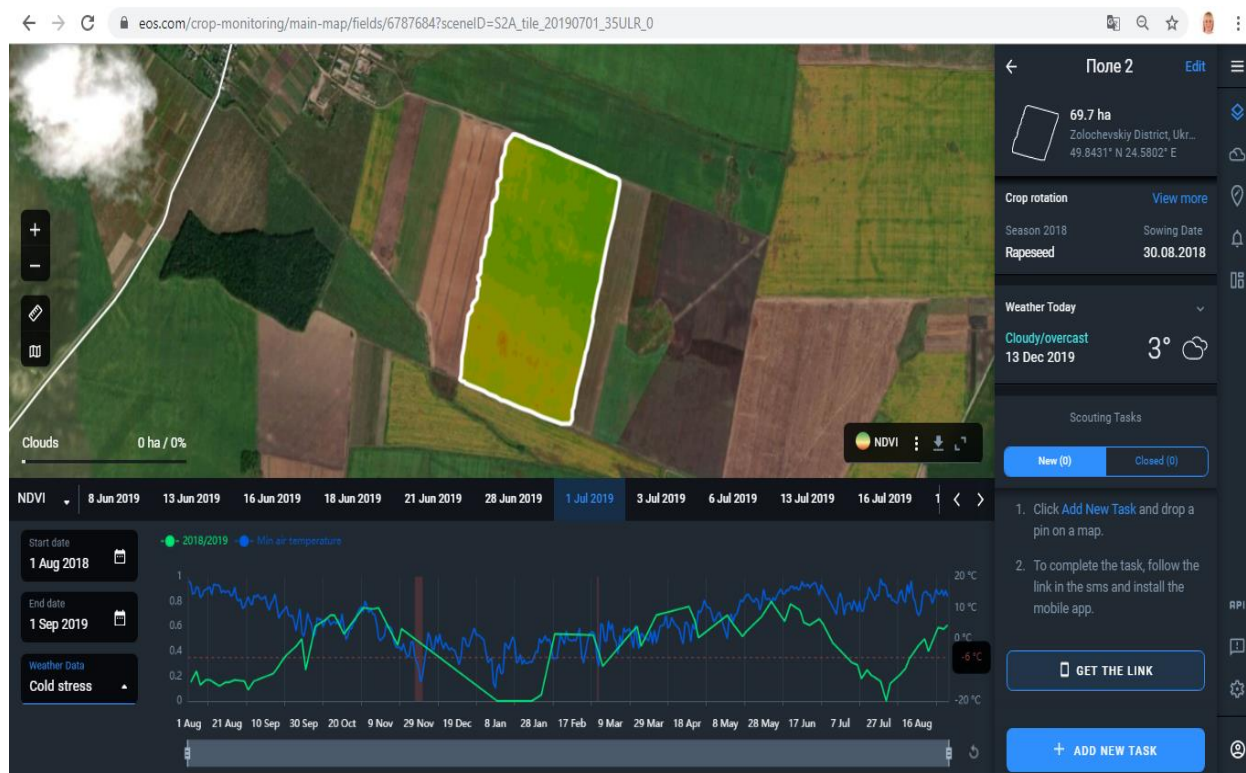 eos.com/crop-monitoring/main-map/fields/6787684?sceneID=S2A_tile_20190701_35ULR_0
Поле 2
Edit
69.7 ha
Zolochevskiy District, Ukr...
49.8431° N 24.5802° E
Crop rotation
View more
Season 2018
Sowing Date
Rapeseed
30.08.2018
Weather Today
Cloudy/overcast
13 Dec 2019
3°
Scouting Tasks
New (0)
Closed (0)
1. Click Add New Task and drop a
pin on a map.
2. To complete the task, follow the
link in the sms and install the
mobile app.
GET THE LINK
+ ADD NEW TASK
API
+
−
Clouds
0 ha / 0%
NDVI
NDVI
8 Jun 2019 13 Jun 2019 16 Jun 2019 18 Jun 2019 21 Jun 2019 28 Jun 2019 1 Jul 2019 3 Jul 2019 6 Jul 2019 13 Jul 2019 16 Jul 2019 1
Start date
1 Aug 2018
End date
1 Sep 2019
Weather Data
Cold stress
2018/2019 Min air temperature
1
0.8
0.6
0.4
0.2
0
20 °C
10 °C
0 °C
-6 °C
-20 °C
1 Aug 21 Aug 10 Sep 30 Sep 20 Oct 9 Nov 29 Nov 19 Dec 8 Jan 28 Jan 17 Feb 9 Mar 29 Mar 18 Apr 8 May 28 May 17 Jun 7 Jul 27 Jul 16 Aug